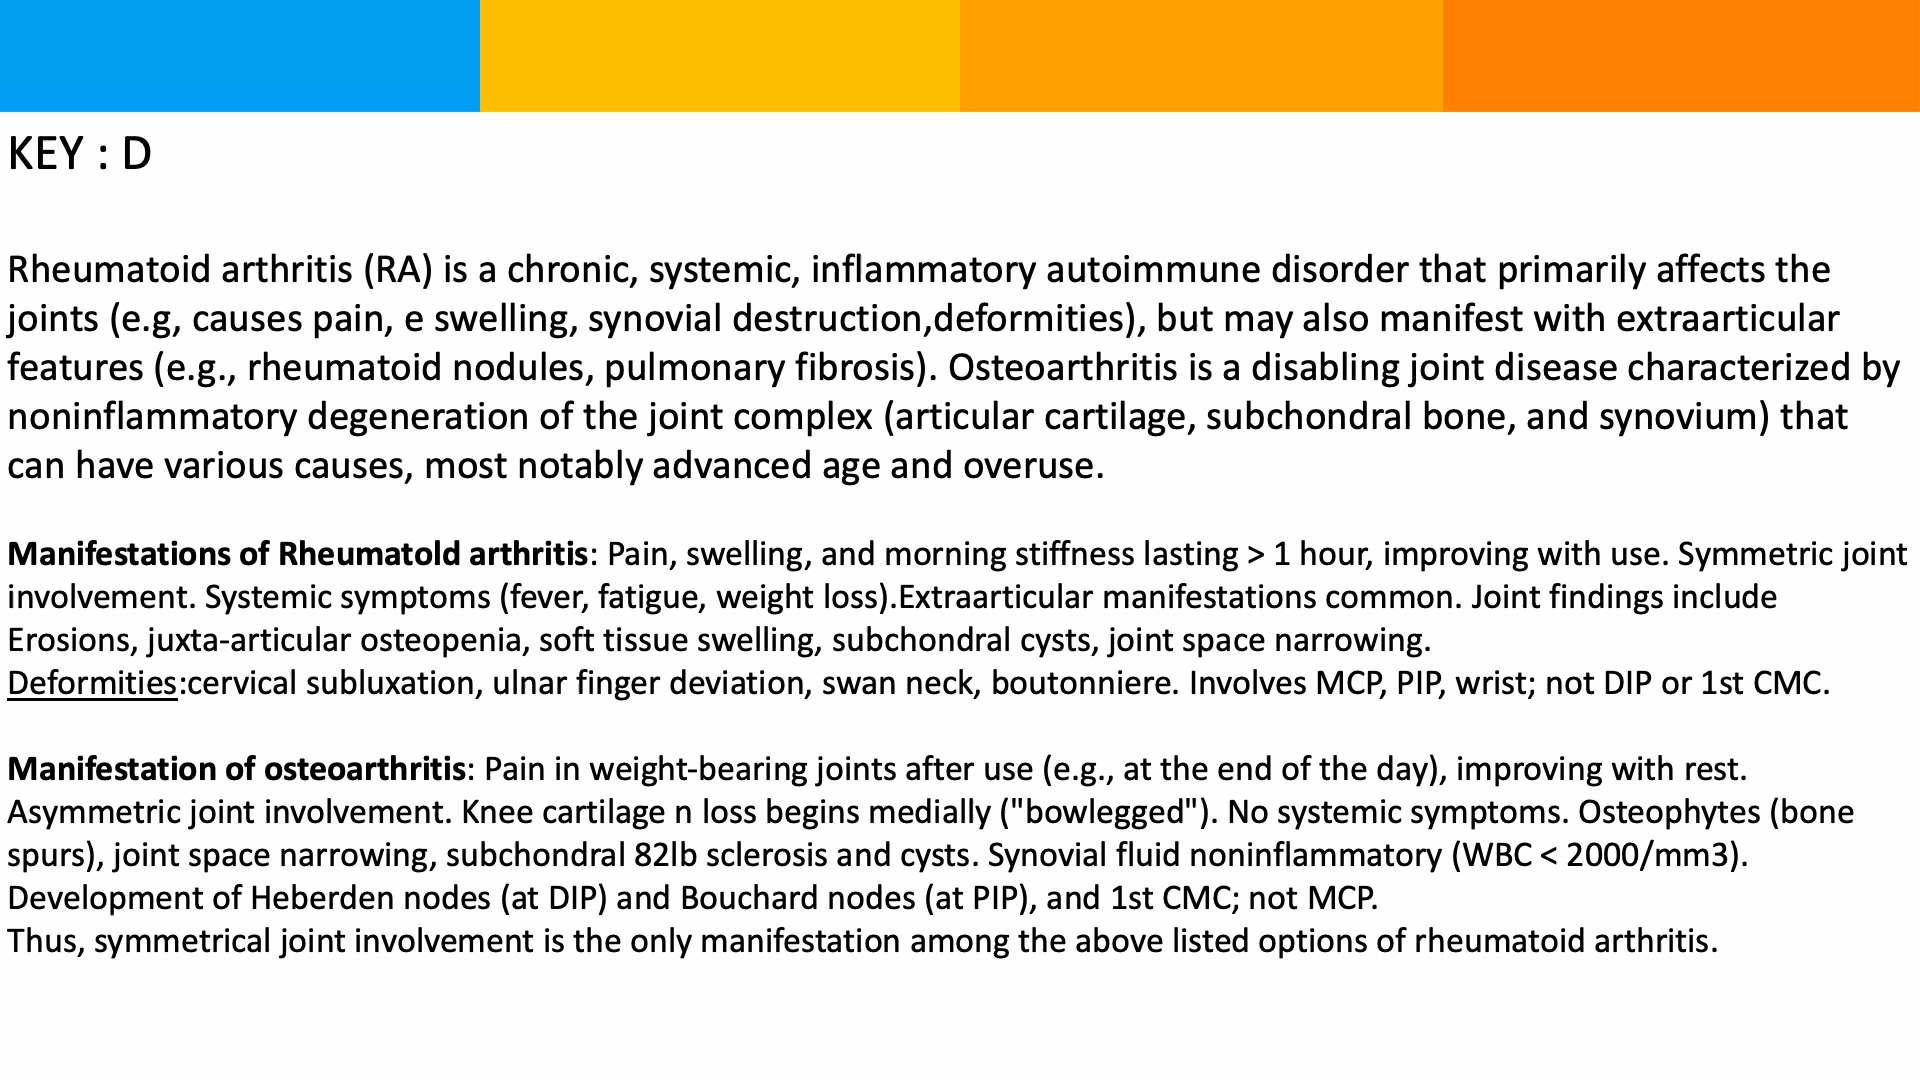 KEY : D
Rheumatoid arthritis (RA) is a chronic, systemic, inflammatory autoimmune disorder that primarily affects the
joints (e.g, causes pain, e swelling, synovial destruction,deformities), but may also manifest with extraarticular
features (e.g., rheumatoid nodules, pulmonary fibrosis). Osteoarthritis is a disabling joint disease characterized by
noninflammatory degeneration of the joint complex (articular cartilage, subchondral bone, and synovium) that
can have various causes, most notably advanced age and overuse.
Manifestations of Rheumatold arthritis: Pain, swelling, and morning stiffness lasting > 1 hour, improving with use. Symmetric joint
involvement. Systemic symptoms (fever, fatigue, weight loss).Extraarticular manifestations common. Joint findings include
Erosions, juxta-articular osteopenia, soft tissue swelling, subchondral cysts, joint space narrowing.
Deformities:cervical subluxation, ulnar finger deviation, swan neck, boutonniere. Involves MCP, PIP, wrist; not DIP or 1st CMC.
Manifestation of osteoarthritis: Pain in weight-bearing joints after use (e.g., at the end of the day), improving with rest.
Asymmetric joint involvement. Knee cartilage n loss begins medially ("bowlegged"). No systemic symptoms. Osteophytes (bone
spurs), joint space narrowing, subchondral 82lb sclerosis and cysts. Synovial fluid noninflammatory (WBC < 2000/mm3).
Development of Heberden nodes (at DIP) and Bouchard nodes (at PIP), and 1st CMC; not MCP.
Thus, symmetrical joint involvement is the only manifestation among the above listed options of rheumatoid arthritis.